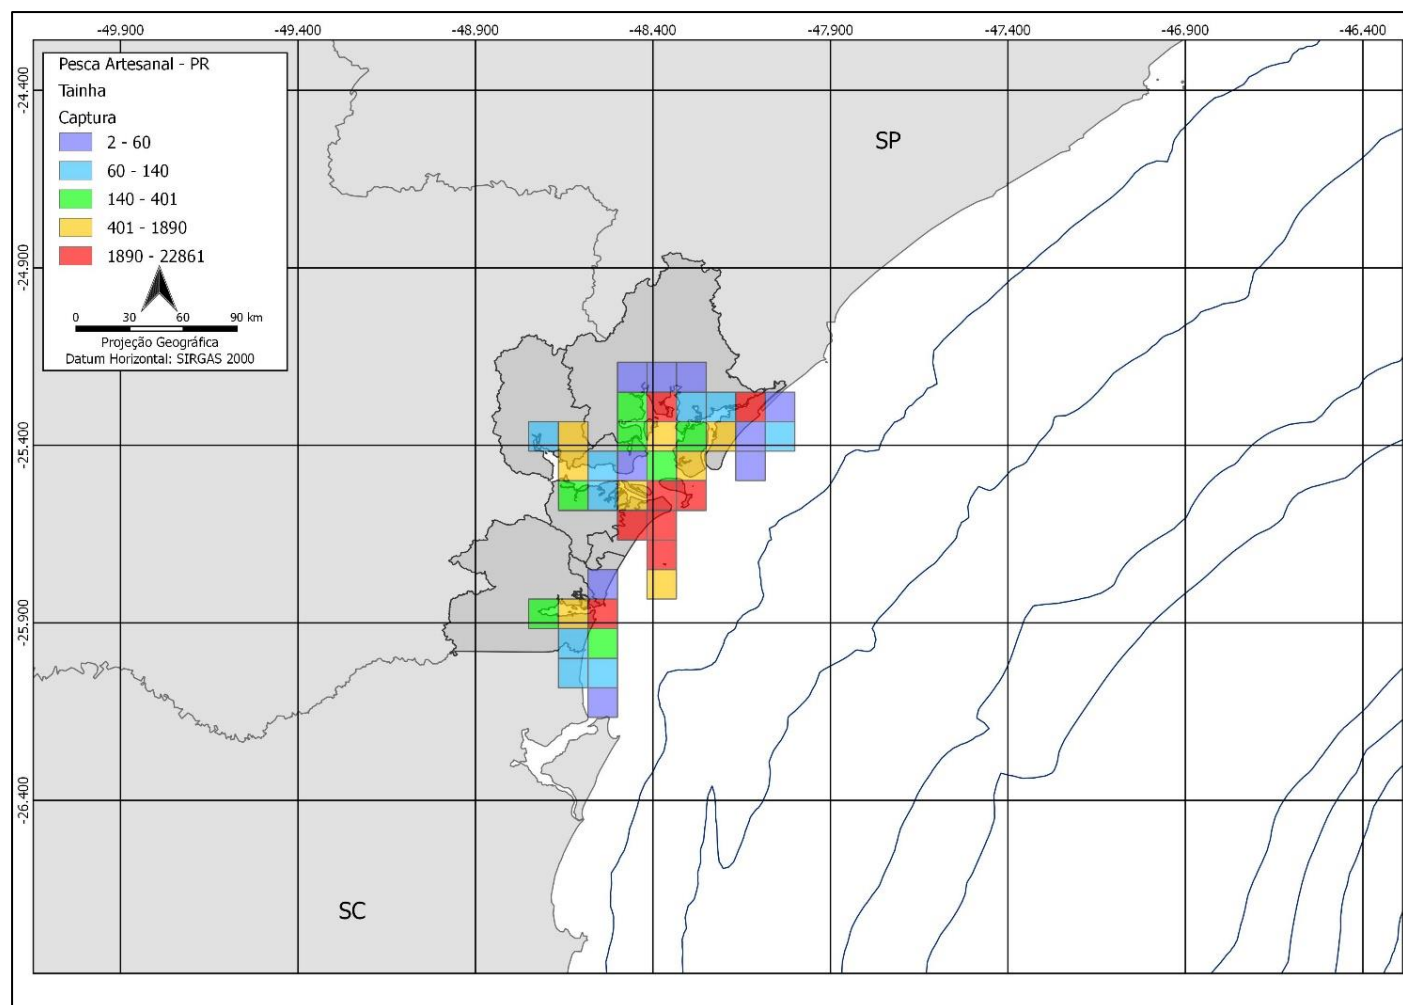 -49.900 -49.400 -48.900 -48.400 -47.900 -47.400 -46.900 -46.400
-24.400
-24.900
-25.400
-25.900
-26.400
Pesca Artesanal - PR
Tainha
Captura
2 - 60
60 - 140
140 - 401
401 - 1890
1890 - 22861
0 30 60 90 km
Projeção Geográfica
Datum Horizontal: SIRGAS 2000
SP
SC